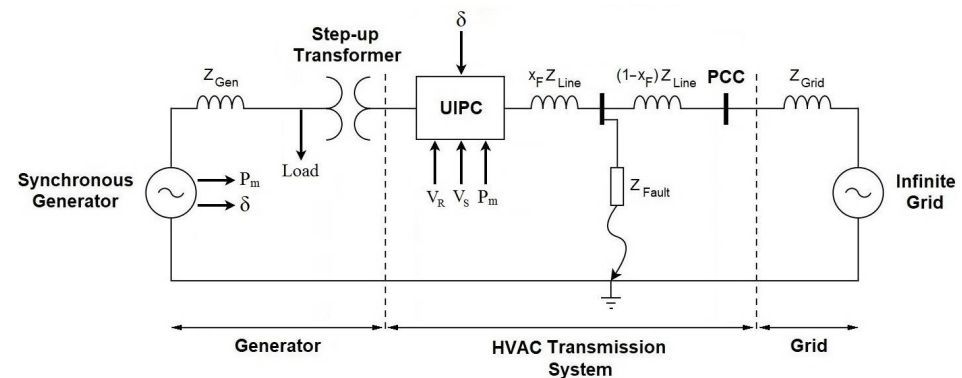 δ
Step-up
Transformer
Z_Gen
UIPC
x_F Z_Line
(1-x_F)Z_Line
PCC
Z_Grid
Load
Synchronous
Generator
P_m
δ
V_R V_S P_m
Z_Fault
Infinite
Grid
Generator
HVAC Transmission
System
Grid